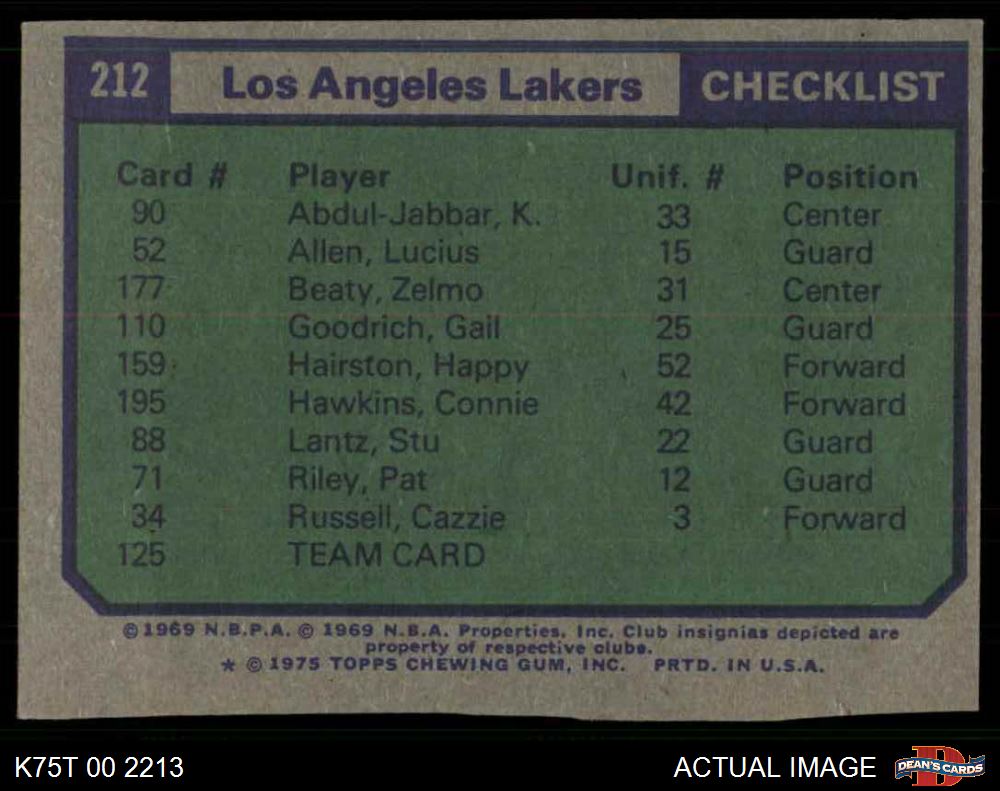 212 Los Angeles Lakers CHECKLIST
Card # Player Unif. # Position
90 Abdul-Jabbar, K. 33 Center
52 Allen, Lucius 15 Guard
177 Beaty, Zelmo 31 Center
110 Goodrich, Gail 25 Guard
159 Hairston, Happy 52 Forward
195 Hawkins, Connie 42 Forward
88 Lantz, Stu 22 Guard
71 Riley, Pat 12 Guard
34 Russell, Cazzie 3 Forward
125 TEAM CARD
© 1969 N.B.P.A. © 1969 N.B.A. Properties, Inc. Club insignias depicted are
property of respective clubs.
* © 1975 TOPPS CHEWING GUM, INC. PRTD. IN U.S.A.
K75T 00 2213 ACTUAL IMAGE D DEAN'S CARDS